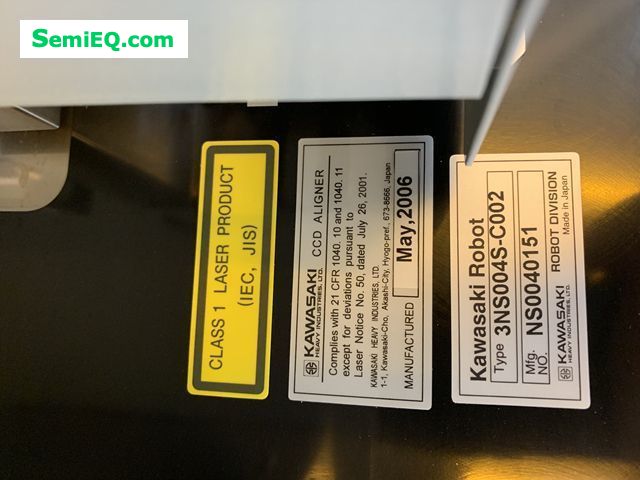 SemiEQ.com
CLASS 1 LASER PRODUCT
(IEC, JIS)
KAWASAKI CCD ALIGNER
HEAVY INDUSTRIES, LTD.
Complies with 21 CFR 1040. 10 and 1040. 11
except for deviations pursuant to
Laser Notice No. 50, dated July 26, 2001.
KAWASAKI HEAVY INDUSTRIES, LTD.
1-1, Kawasaki-Cho, Akashi-City, Hyogo-pref., 673-8666, Japan
MANUFACTURED May,2006
Kawasaki Robot
Type 3NS004S-C002
Mfg. NO. NS0040151
KAWASAKI ROBOT DIVISION
HEAVY INDUSTRIES, LTD. Made in Japan